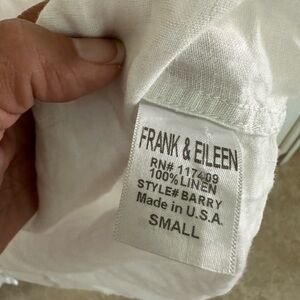 FRANK & EILEEN
RN# 117409
100% LINEN
STYLE# BARRY
Made in U.S.A.
SMALL